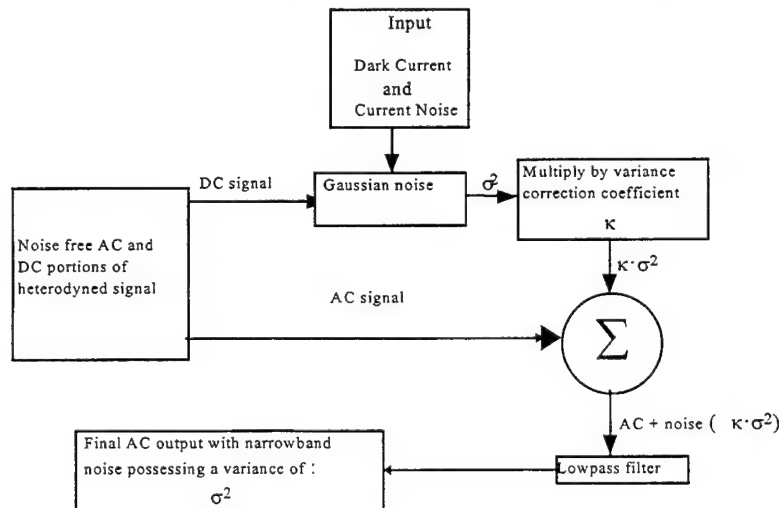 Input
Dark Current
and
Current Noise
DC signal
Gaussian noise
σ²
Multiply by variance
correction coefficient
κ
Noise free AC and
DC portions of
heterodyned signal
κ·σ²
AC signal
Σ
AC + noise ( κ·σ²)
Final AC output with narrowband
noise possessing a variance of :
σ²
Lowpass filter